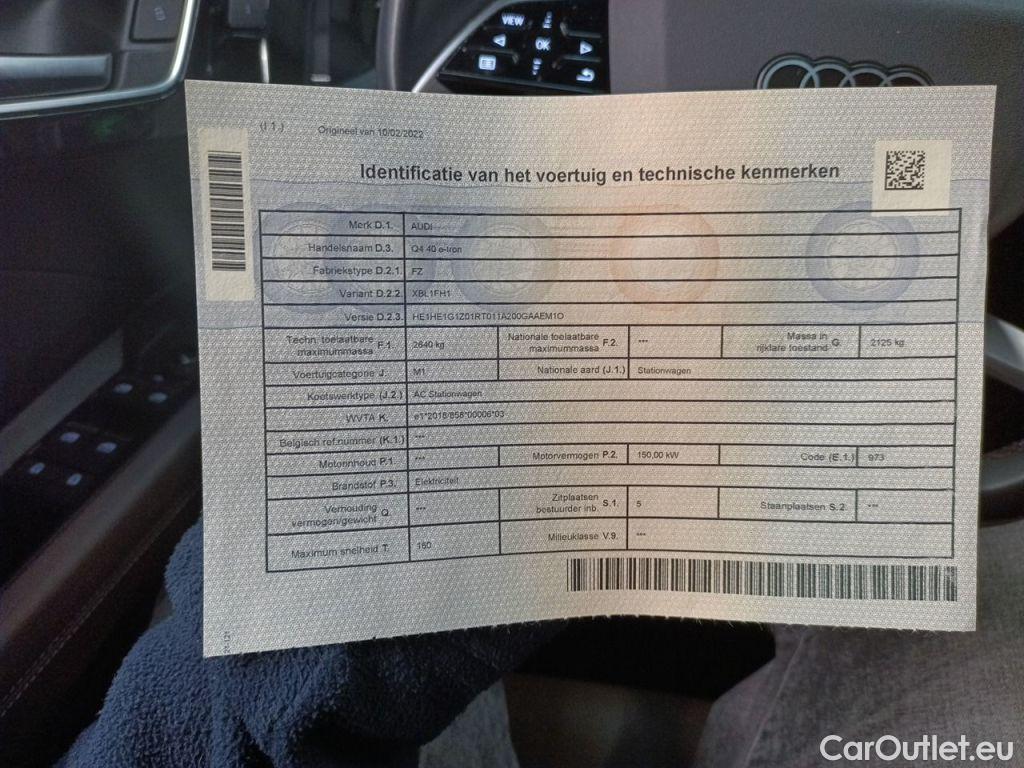 VIEW
OK
(I 1.) Origineel van 10/02/2022
Identificatie van het voertuig en technische kenmerken
Merk D.1. AUDI
Handelsnaam D.3. Q4 40 e-tron
Fabriekstype D.2.1. FZ
Variant D.2.2. XBL1FH1
Versie D.2.3. HE1HE1G1Z01RT011A200GAAEM1O
Techn. toelaatbare maximummassa F.1. 2640 kg Nationale toelaatbare maximummassa F.2. *** Massa in rijklare toestand G. 2125 kg
Voertuigcategorie J. M1 Nationale aard (J.1.) Stationwagen
Koetswerktype (J.2.) AC Stationwagen
WVTA K. e1*2018/858*00006*03
Belgisch ref.nummer (K.1.) ***
Motorinhoud P.1. *** Motorvermogen P.2. 150,00 kW Code (E.1.) 973
Brandstof P.3. Elektriciteit
Verhouding vermogen/gewicht Q. *** Zitplaatsen bestuurder inb. S.1. 5 Staanplaatsen S.2. ***
Maximum snelheid T. 160 Milieuklasse V.9. ***
CarOutlet.eu